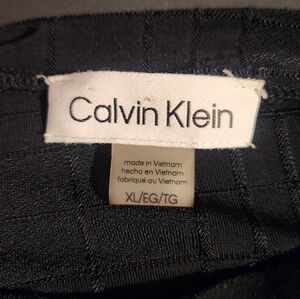 Calvin Klein
made in Vietnam
hecho en Vietnam
fabriqué au Vietnam
XL/EG/TG